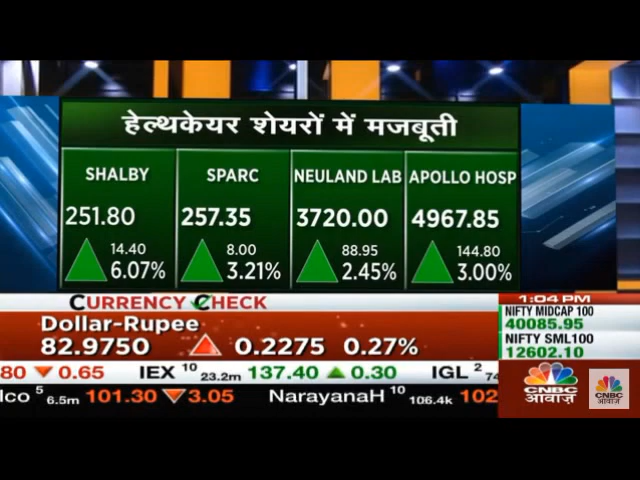 हेल्थकेयर शेयरों में मजबूती
SHALBY SPARC NEULAND LAB APOLLO HOSP
251.80 257.35 3720.00 4967.85
14.40 8.00 88.95 144.80
6.07% 3.21% 2.45% 3.00%
CURRENCY CHECK
1:04 PM
Dollar-Rupee
82.9750 0.2275 0.27%
NIFTY MIDCAP 100
40085.95
NIFTY SML100
12602.10
80 0.65 IEX 10 23.2m 137.40 0.30 IGL 2 74
lco 5 6.5m 101.30 3.05 NarayanaH 10 106.4k 102
CNBC
आवाज़
CNBC
आवाज़